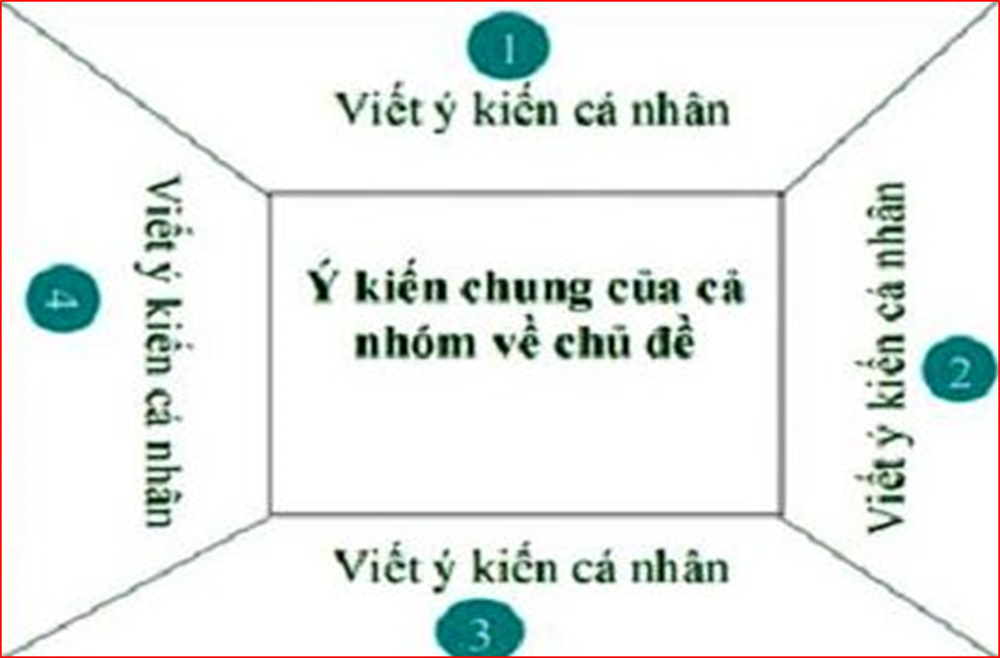 1
Viết ý kiến cá nhân
Viết ý kiến cá nhân
4
Ý kiến chung của cả
nhóm về chủ đề
Viết ý kiến cá nhân
2
Viết ý kiến cá nhân
3